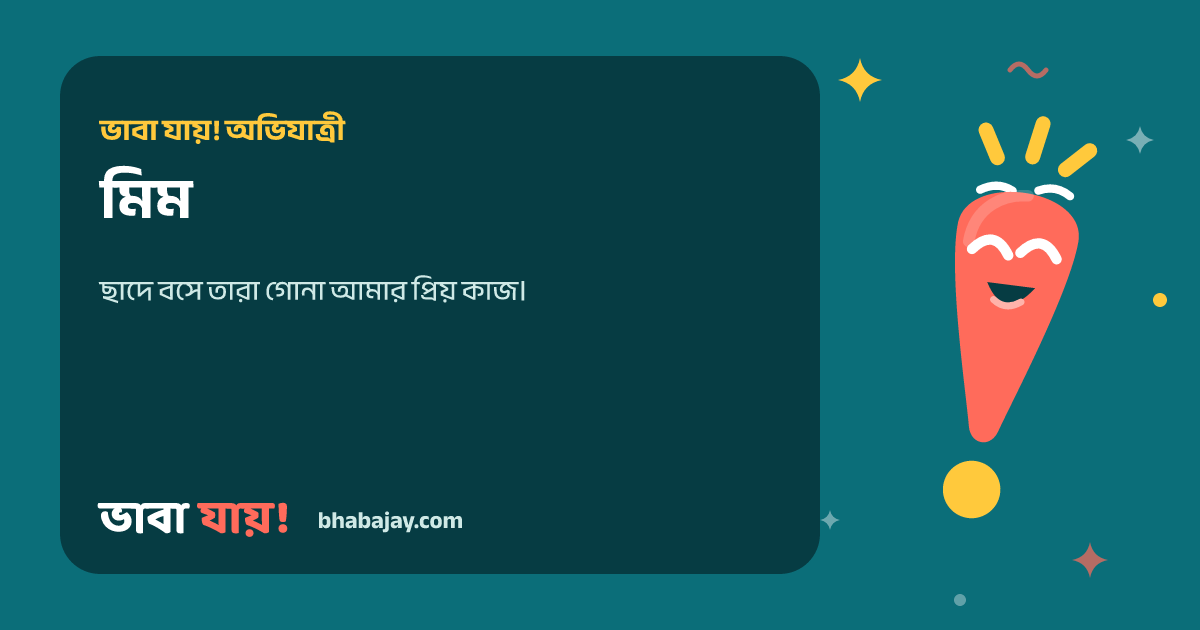 ভাবা যায়! অভিযাত্রী
মিম
ছাদে বসে তারা গোনা আমার প্রিয় কাজ।
ভাবা যায়! bhabajay.com